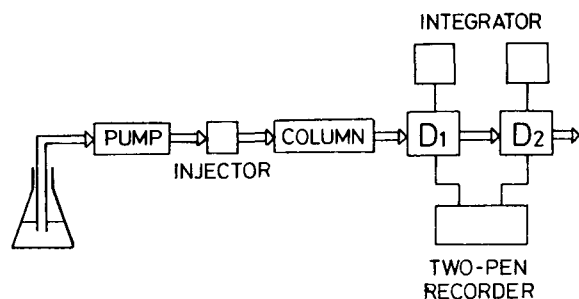 INTEGRATOR
PUMP
INJECTOR
COLUMN
D1
D2
TWO-PEN
RECORDER